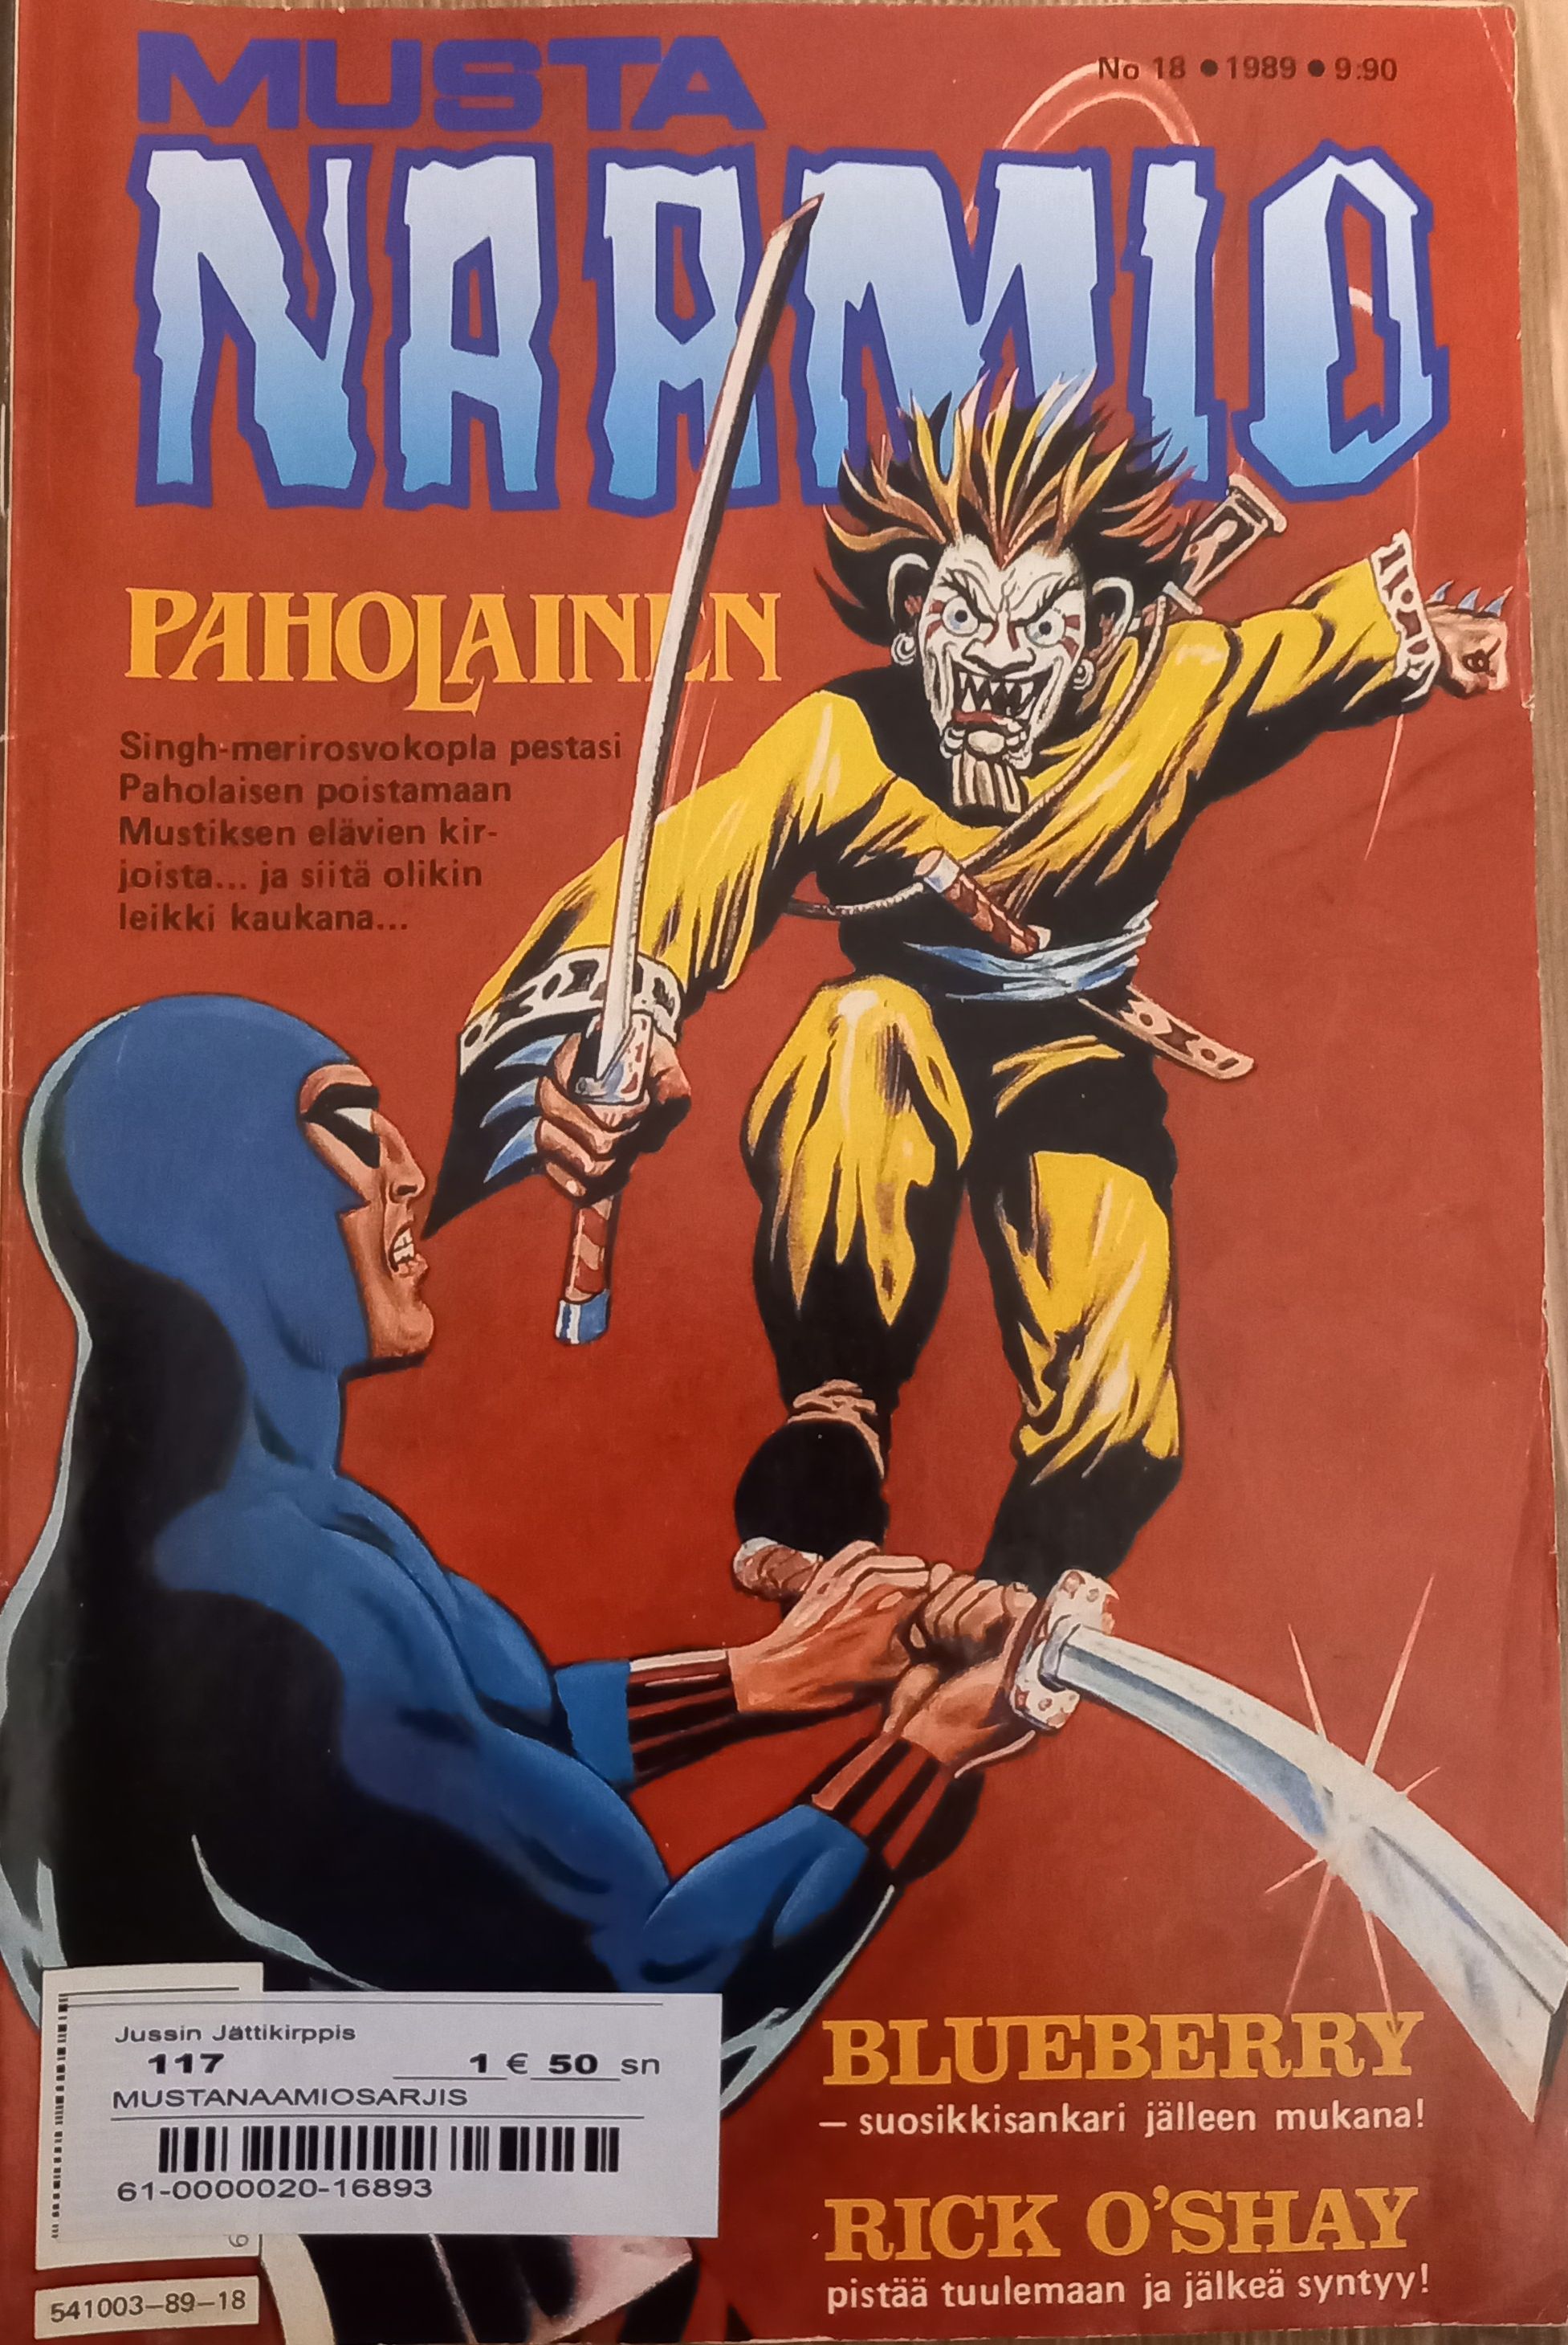 MUSTA
No 18 • 1989 • 9:90
NAAMIO
PAHOLAINEN
Singh-merirosvokopla pestasi
Paholaisen poistamaan
Mustiksen elävien kir-
joista... ja siitä olikin
leikki kaukana...
Jussin Jättikirppis
117 1 € 50 sn
MUSTANAAMIOSARJIS
61-0000020-16893
541003-89-18
BLUEBERRY
– suosikkisankari jälleen mukana!
RICK O'SHAY
pistää tuulemaan ja jälkeä syntyy!